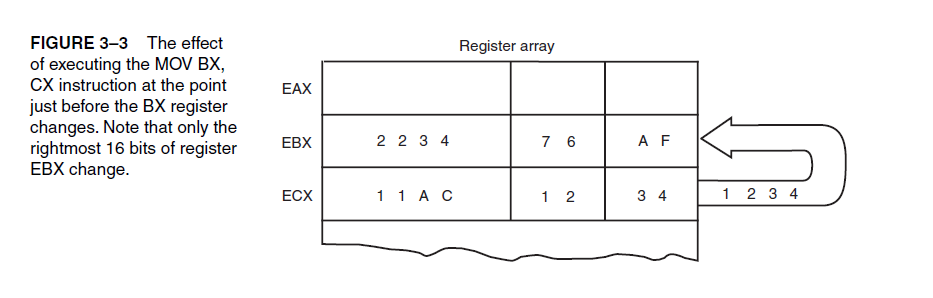 FIGURE 3–3 The effect
of executing the MOV BX,
CX instruction at the point
just before the BX register
changes. Note that only the
rightmost 16 bits of register
EBX change.
Register array
EAX
EBX 2 2 3 4 7 6 A F
ECX 1 1 A C 1 2 3 4 1 2 3 4